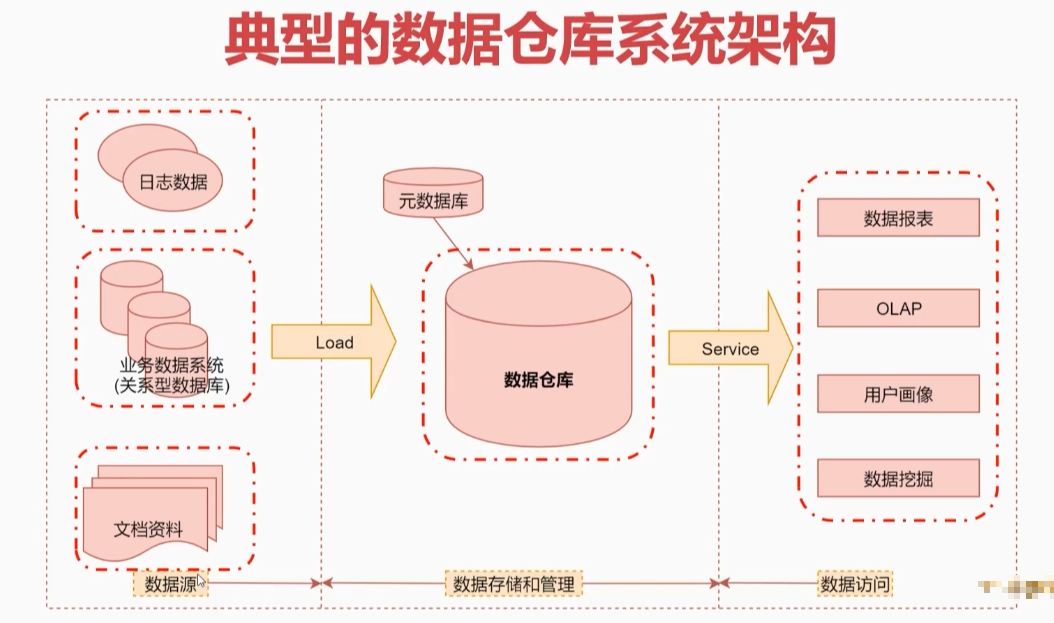 典型的数据仓库系统架构
日志数据
业务数据系统
(关系型数据库)
文档资料
数据源
Load
元数据库
数据仓库
数据存储和管理
Service
数据报表
OLAP
用户画像
数据挖掘
数据访问